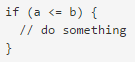 if (a <= b) {
  // do something
}